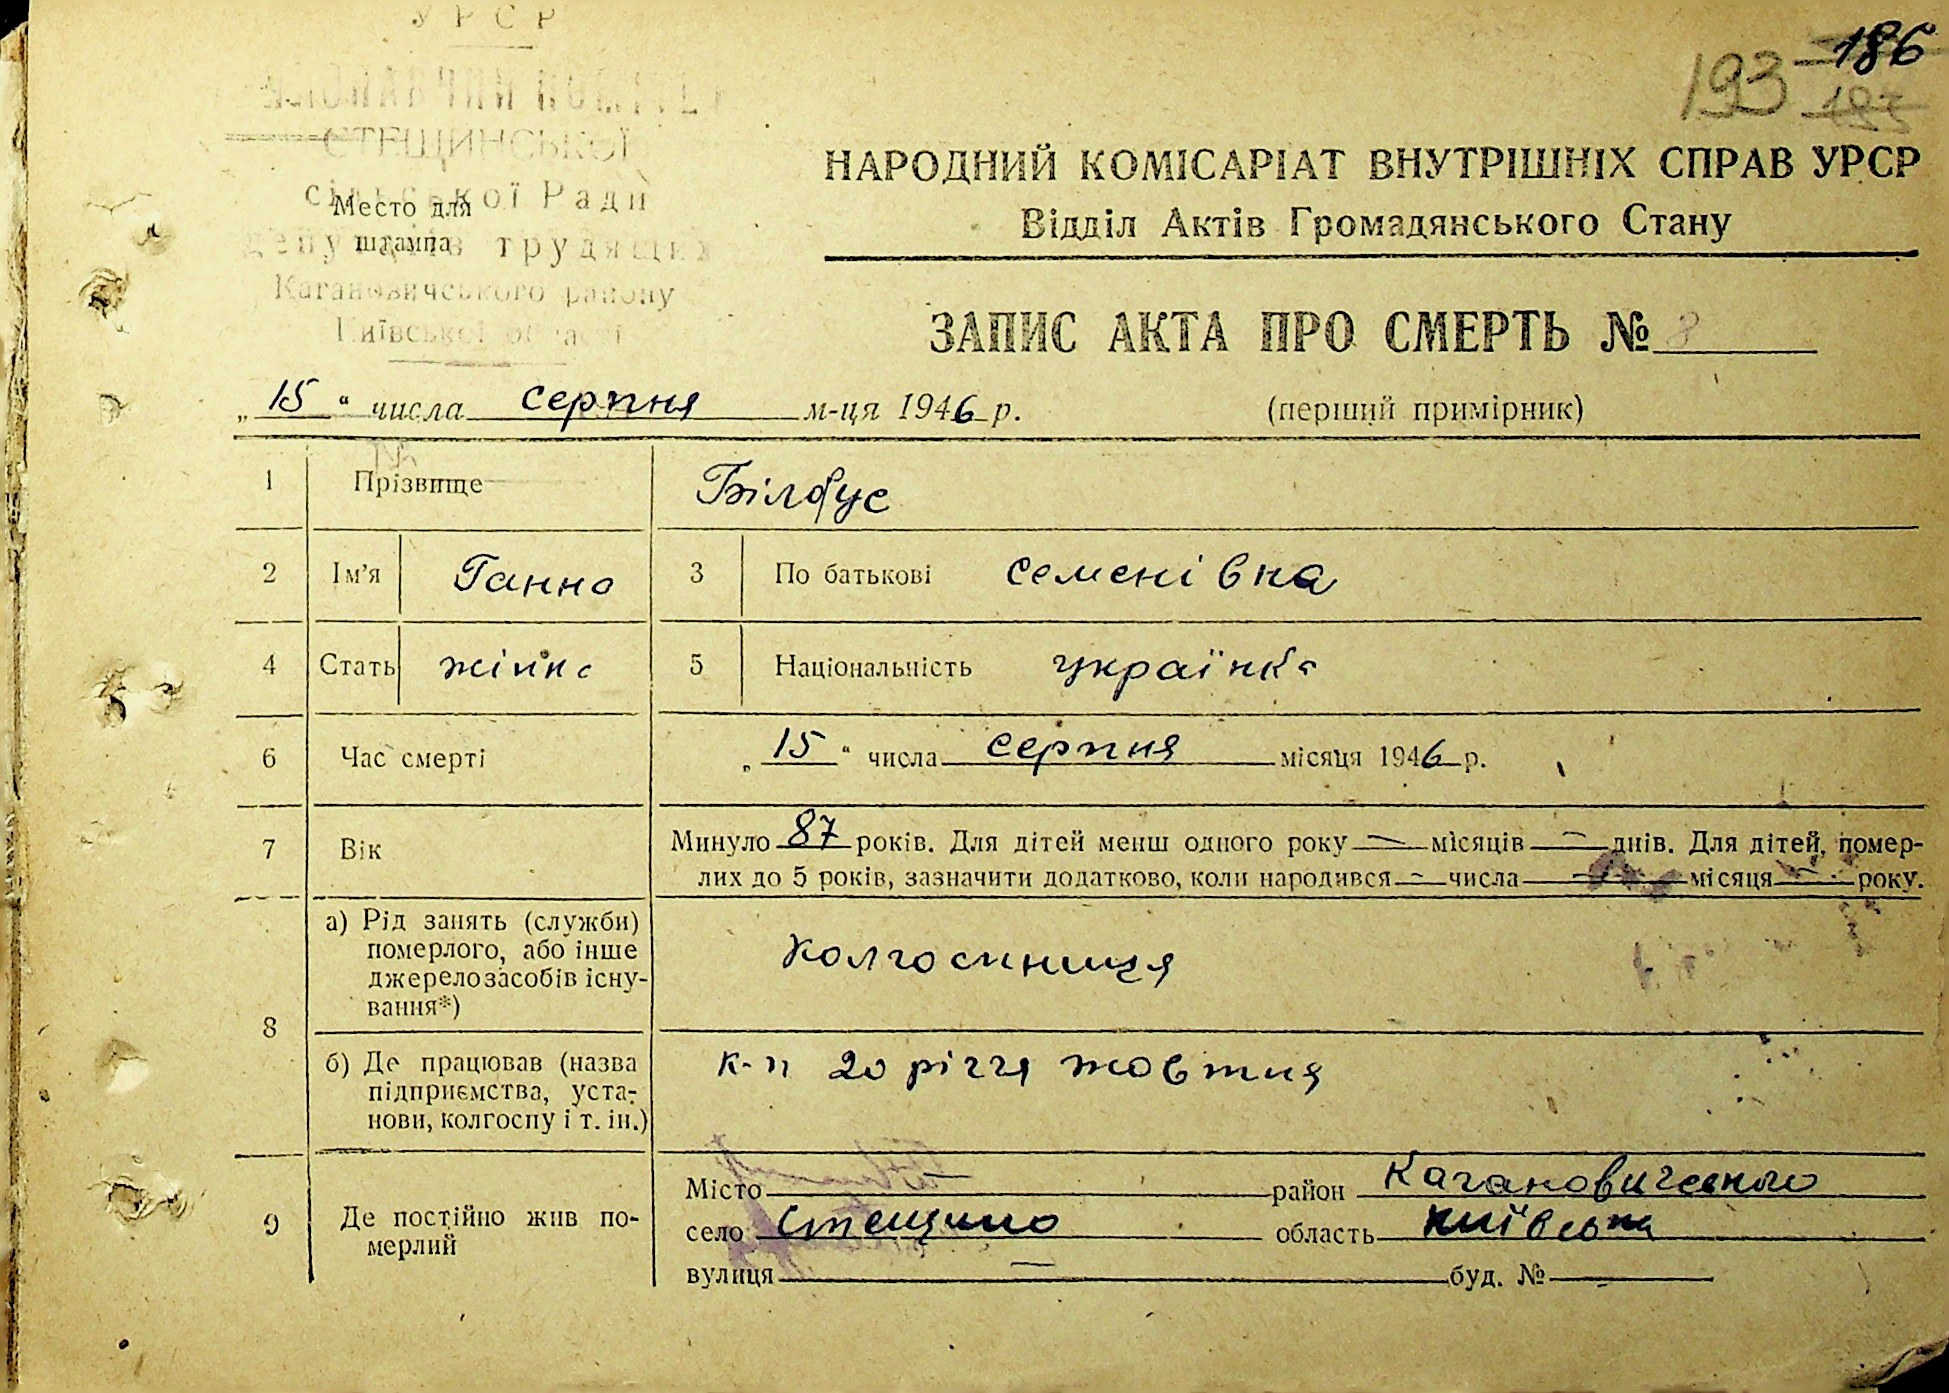 УРСР
186
193
193
СТЕЩИНСЬКОЇ
сільської Ради
Место для
штампа
депутатів трудящих
Кагановичського району
Київської області
НАРОДНИЙ КОМІСАРІАТ ВНУТРІШНІХ СПРАВ УРСР
Відділ Актів Громадянського Стану
ЗАПИС АКТА ПРО СМЕРТЬ № 8
„ 15 “ числа серпня м-ця 1946 р. (перший примірник)
1 Прізвище Білоус
2 Ім'я Ганна 3 По батькові Семенівна
4 Стать жінка 5 Національність українка
6 Час смерті „ 15 “ числа серпня місяця 1946 р.
7 Вік Минуло 87 років. Для дітей менш одного року — місяців — днів. Для дітей, помер-
лих до 5 років, зазначити додатково, коли народився — числа — місяця — року.
8 а) Рід занять (служби)
померлого, або інше
джерело засобів існу-
вання*) колгоспниця
б) Де працював (назва
підприємства, уста-
нови, колгоспу і т. ін.) к-п 20 річчя жовтня
9 Де постійно жив по-
мерлий
Місто район Кагановичського
село Стещино область Київська
вулиця — буд. №